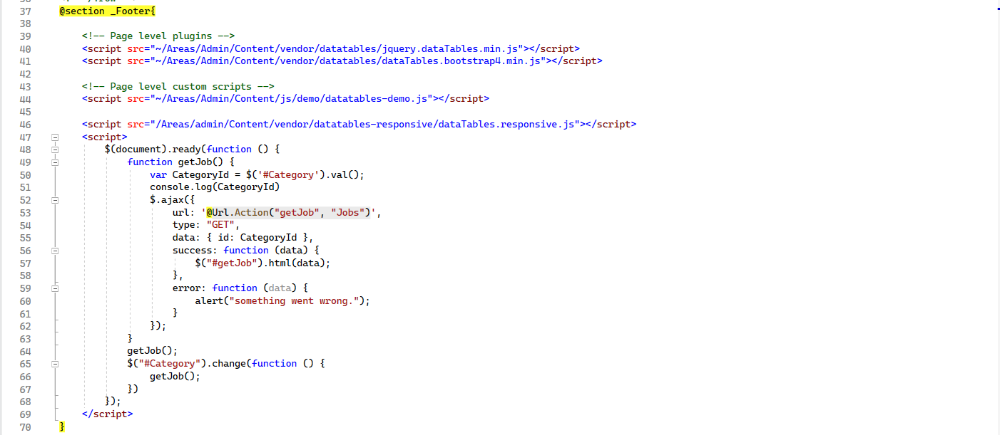 37 @section _Footer{
38
39 <!-- Page level plugins -->
40 <script src="~/Areas/Admin/Content/vendor/datatables/jquery.dataTables.min.js"></script>
41 <script src="~/Areas/Admin/Content/vendor/datatables/dataTables.bootstrap4.min.js"></script>
42
43 <!-- Page level custom scripts -->
44 <script src="~/Areas/Admin/Content/js/demo/datatables-demo.js"></script>
45
46 <script src="/Areas/admin/Content/vendor/datatables-responsive/dataTables.responsive.js"></script>
47 <script>
48 $(document).ready(function () {
49 function getJob() {
50 var CategoryId = $('#Category').val();
51 console.log(CategoryId)
52 $.ajax({
53 url: '@Url.Action("getJob", "Jobs")',
54 type: "GET",
55 data: { id: CategoryId },
56 success: function (data) {
57 $("#getJob").html(data);
58 },
59 error: function (data) {
60 alert("something went wrong.");
61 }
62 });
63 }
64 getJob();
65 $("#Category").change(function () {
66 getJob();
67 })
68 });
69 </script>
70 }